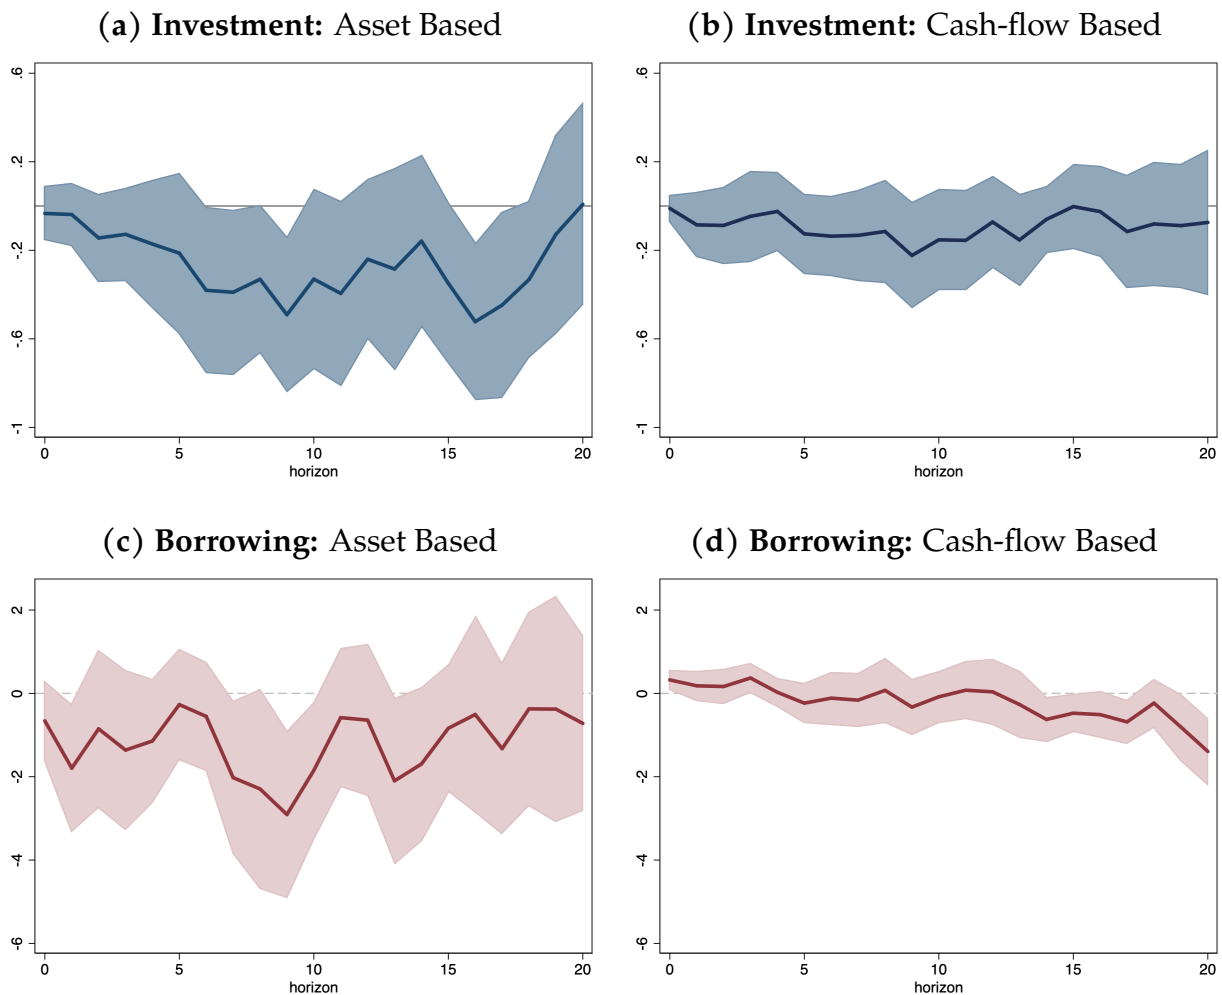 (a) Investment: Asset Based
(b) Investment: Cash-flow Based
.6
.2
-.2
-.6
-1
0 5 10 15 20
horizon
.6
.2
-.2
-.6
-1
0 5 10 15 20
horizon
(c) Borrowing: Asset Based
(d) Borrowing: Cash-flow Based
2
0
-2
-4
-6
0 5 10 15 20
horizon
2
0
-2
-4
-6
0 5 10 15 20
horizon